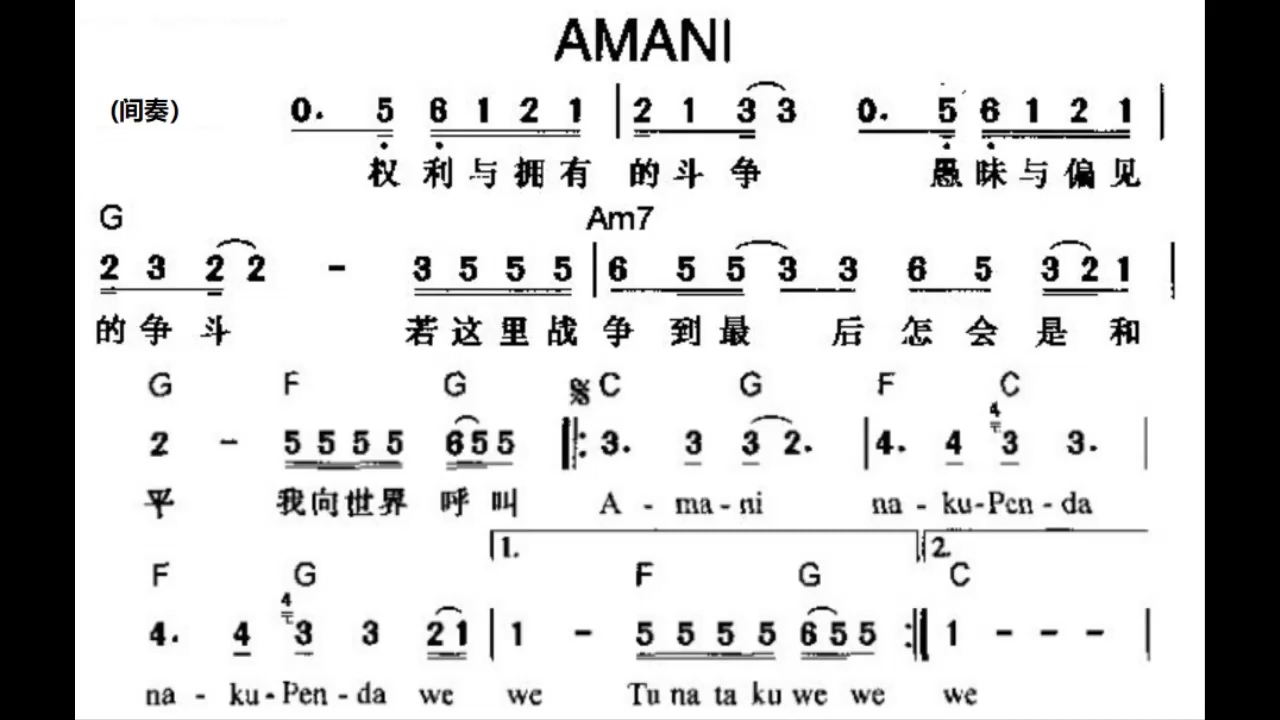 AMANI
(间奏) 0. 5 6 1 2 1 | 2 1 3 3 0. 5 6 1 2 1 |
权 利 与 拥 有 的 斗 争 愚 昧 与 偏 见
G Am7
2 3 2 2 - 3 5 5 5 | 6 5 5 3 3 6 5 3 2 1 |
的 争 斗 若 这 里 战 争 到 最 后 怎 会 是 和
G F G 𝄋 C G F C
2 - 5 5 5 5 6 5 5 |: 3. 3 3 2. | 4. 4 4 3 3. |
平 我 向 世 界 呼 叫 A - ma - ni na - ku - Pen - da
1. 2.
F G F G C
4. 4 4 3 3 2 1 | 1 - 5 5 5 5 6 5 5 :| 1 - - - |
na - ku - Pen - da we we Tu na ta ku we we we